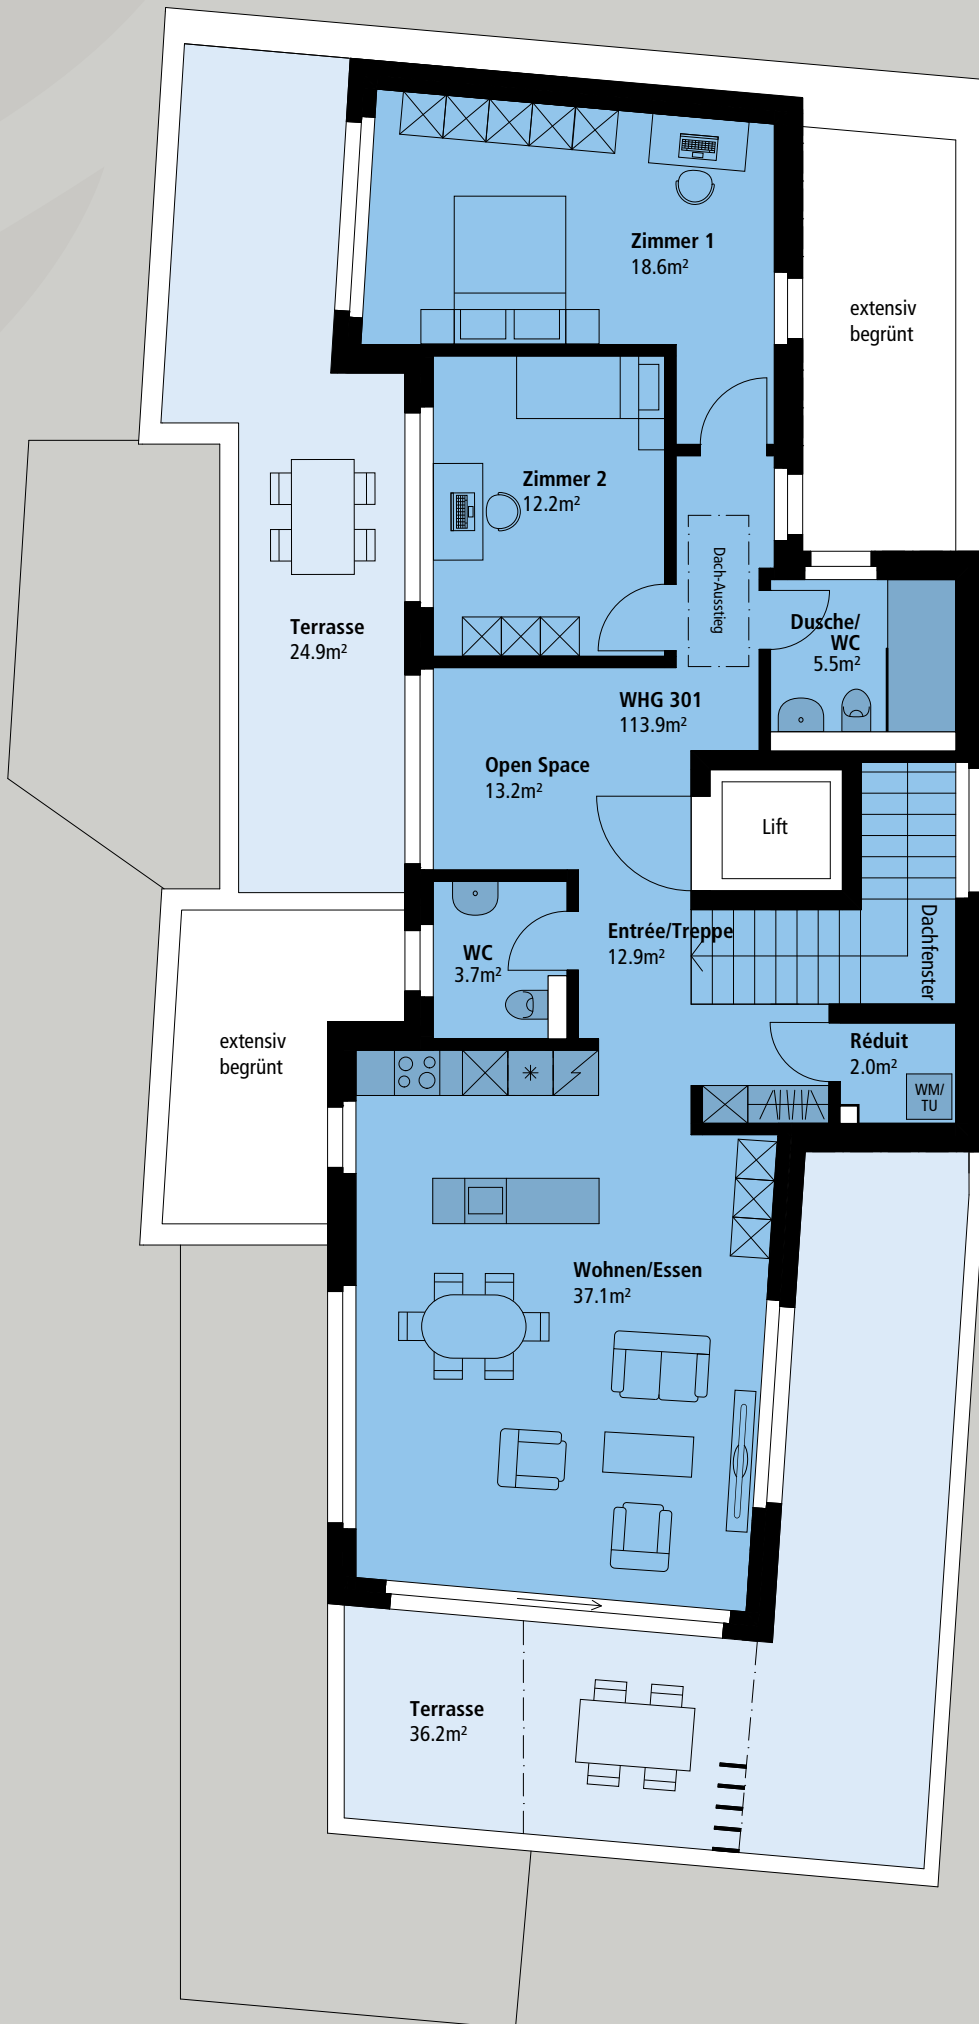 Zimmer 1
18.6m²
extensiv
begrünt
Zimmer 2
12.2m²
Dach-Ausstieg
Dusche/
WC
5.5m²
Terrasse
24.9m²
WHG 301
113.9m²
Open Space
13.2m²
Lift
Dachfenster
Entrée/Treppe
12.9m²
WC
3.7m²
extensiv
begrünt
Réduit
2.0m²
WM/
TU
Wohnen/Essen
37.1m²
Terrasse
36.2m²